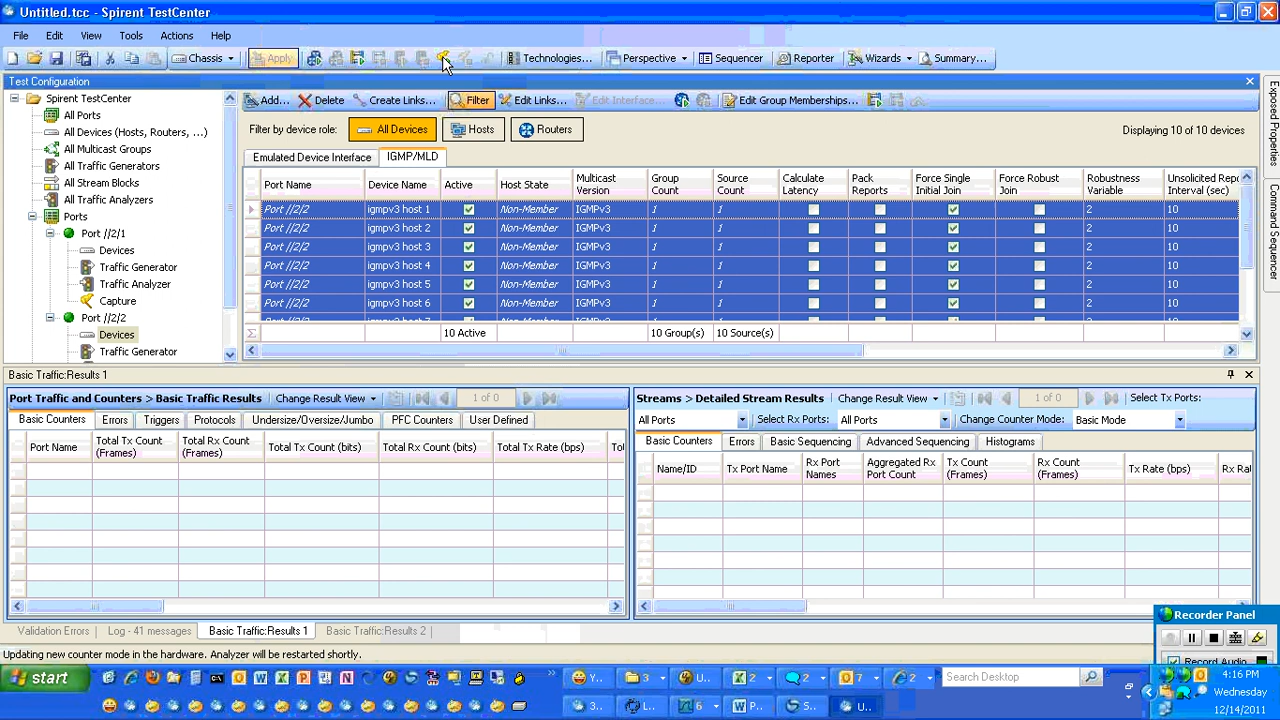 Untitled.tcc - Spirent TestCenter
File Edit View Tools Actions Help
Chassis Apply Technologies... Perspective Sequencer Reporter Wizards Summary...
Test Configuration
Spirent TestCenter
All Ports
All Devices (Hosts, Routers, ...)
All Multicast Groups
All Traffic Generators
All Stream Blocks
All Traffic Analyzers
Ports
Port //2/1
Devices
Traffic Generator
Traffic Analyzer
Capture
Port //2/2
Devices
Traffic Generator
Add... Delete Create Links... Filter Edit Links... Edit Interface... Edit Group Memberships...
Filter by device role: All Devices Hosts Routers Displaying 10 of 10 devices
Emulated Device Interface IGMP/MLD
Port Name Device Name Active Host State Multicast Version Group Count Source Count Calculate Latency Pack Reports Force Single Initial Join Force Robust Join Robustness Variable Unsolicited Repo Interval (sec)
Port //2/2 igmpv3 host 1 Non-Member IGMPv3 1 1 2 10
Port //2/2 igmpv3 host 2 Non-Member IGMPv3 1 1 2 10
Port //2/2 igmpv3 host 3 Non-Member IGMPv3 1 1 2 10
Port //2/2 igmpv3 host 4 Non-Member IGMPv3 1 1 2 10
Port //2/2 igmpv3 host 5 Non-Member IGMPv3 1 1 2 10
Port //2/2 igmpv3 host 6 Non-Member IGMPv3 1 1 2 10
Σ 10 Active 10 Group(s) 10 Source(s)
Exposed Properties
Command Sequencer
Basic Traffic:Results 1
Port Traffic and Counters > Basic Traffic Results Change Result View 1 of 0
Basic Counters Errors Triggers Protocols Undersize/Oversize/Jumbo PFC Counters User Defined
Port Name Total Tx Count (Frames) Total Rx Count (Frames) Total Tx Count (bits) Total Rx Count (bits) Total Tx Rate (bps) Tol
Streams > Detailed Stream Results Change Result View 1 of 0 Select Tx Ports:
All Ports Select Rx Ports: All Ports Change Counter Mode: Basic Mode
Basic Counters Errors Basic Sequencing Advanced Sequencing Histograms
Name/ID Tx Port Name Rx Port Names Aggregated Rx Port Count Tx Count (Frames) Rx Count (Frames) Tx Rate (bps) Rx Ral
Validation Errors Log - 41 messages Basic Traffic:Results 1 Basic Traffic:Results 2
Updating new counter mode in the hardware. Analyzer will be restarted shortly.
Recorder Panel
Record Audio
start Y... 3 U... 2 2 7 2 Search Desktop
3... L... 6 P... S... U...
4:16 PM
Wednesday
12/14/2011